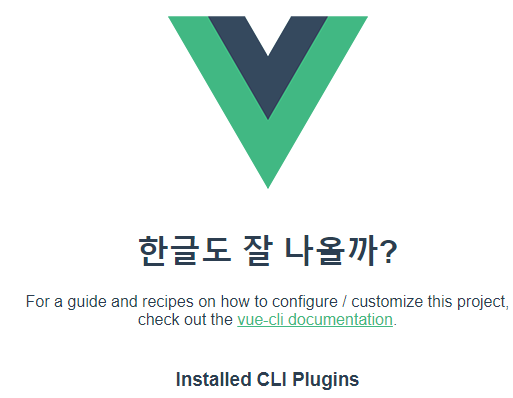 한글도 잘 나올까?
For a guide and recipes on how to configure / customize this project,
check out the vue-cli documentation.
Installed CLI Plugins